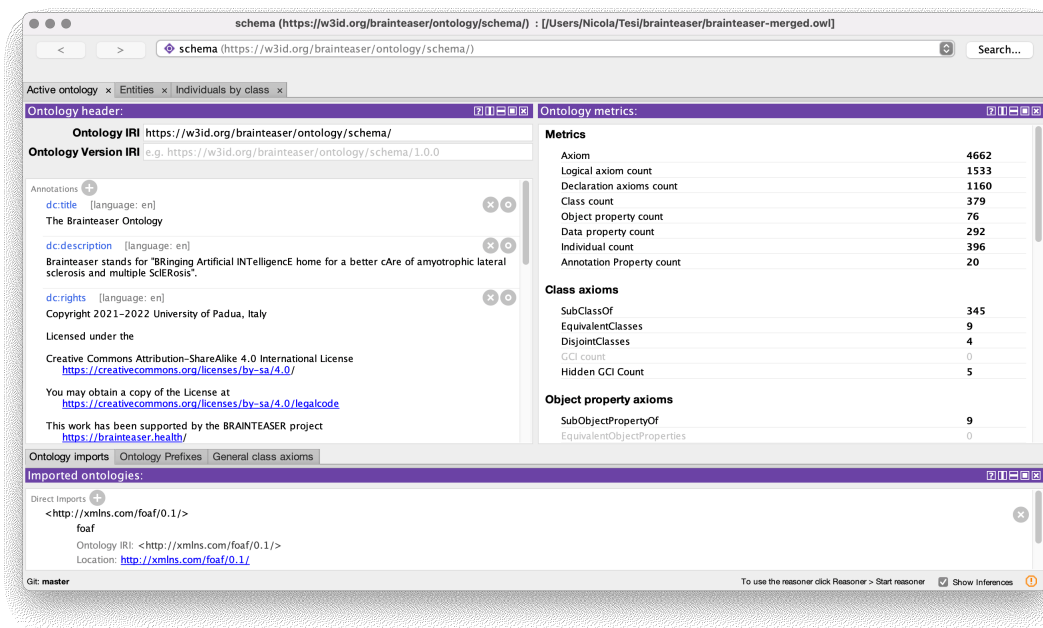 schema (https://w3id.org/brainteaser/ontology/schema/)  : [/Users/Nicola/Tesi/brainteaser/brainteaser-merged.owl]
< > schema (https://w3id.org/brainteaser/ontology/schema/) Search...
Active ontology × Entities × Individuals by class ×
Ontology header:
Ontology IRI https://w3id.org/brainteaser/ontology/schema/
Ontology Version IRI e.g. https://w3id.org/brainteaser/ontology/schema/1.0.0
Annotations
dc:title [language: en]
The Brainteaser Ontology
dc:description [language: en]
Brainteaser stands for "BRinging Artificial INTelligencE home for a better cAre of amyotrophic lateral
sclerosis and multiple SclERosis".
dc:rights [language: en]
Copyright 2021-2022 University of Padua, Italy
Licensed under the
Creative Commons Attribution-ShareAlike 4.0 International License
https://creativecommons.org/licenses/by-sa/4.0/
You may obtain a copy of the License at
https://creativecommons.org/licenses/by-sa/4.0/legalcode
This work has been supported by the BRAINTEASER project
https://brainteaser.health/
Ontology metrics:
Metrics
Axiom 4662
Logical axiom count 1533
Declaration axioms count 1160
Class count 379
Object property count 76
Data property count 292
Individual count 396
Annotation Property count 20
Class axioms
SubClassOf 345
EquivalentClasses 9
DisjointClasses 4
GCI count 0
Hidden GCI Count 5
Object property axioms
SubObjectPropertyOf 9
EquivalentObjectProperties 0
Ontology imports Ontology Prefixes General class axioms
Imported ontologies:
Direct Imports
<http://xmlns.com/foaf/0.1/>
foaf
Ontology IRI: <http://xmlns.com/foaf/0.1/>
Location: http://xmlns.com/foaf/0.1/
Git: master To use the reasoner click Reasoner > Start reasoner Show Inferences